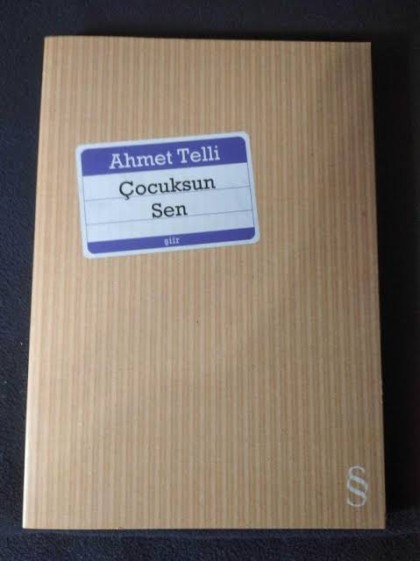 Ahmet Telli
Çocuksun
Sen
şiir
§